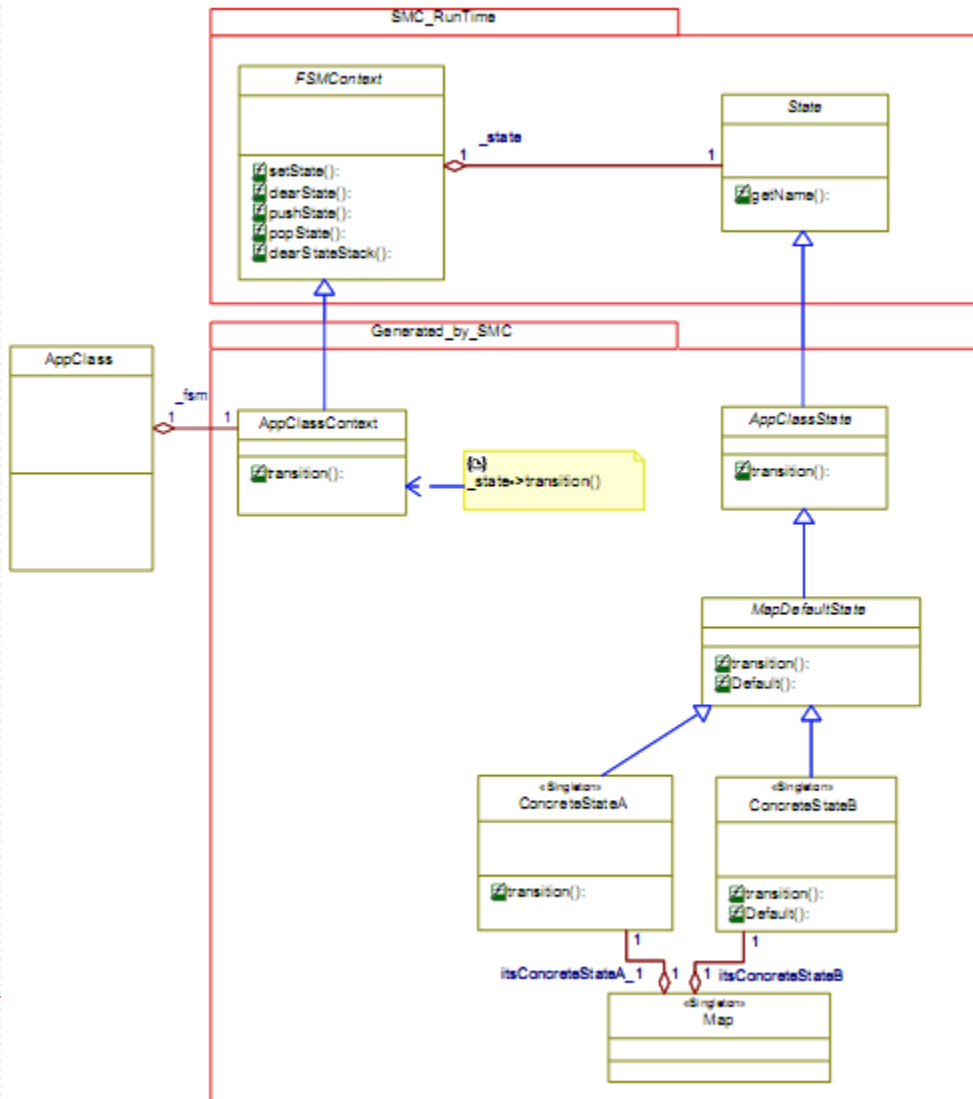 SMC_RunTime
FSMContext
State
_state
1
1
setState():
clearState():
pushState():
popState():
clearStateStack():
getName():
Generated_by_SMC
AppClass
_fsm
1
1
AppClassContext
transition():
_state->transition()
AppClassState
transition():
MapDefaultState
transition():
Default():
«Singleton»
ConcreteStateA
transition():
«Singleton»
ConcreteStateB
transition():
Default():
1
1
itsConcreteStateA_1
1
1
itsConcreteStateB
«Singleton»
Map